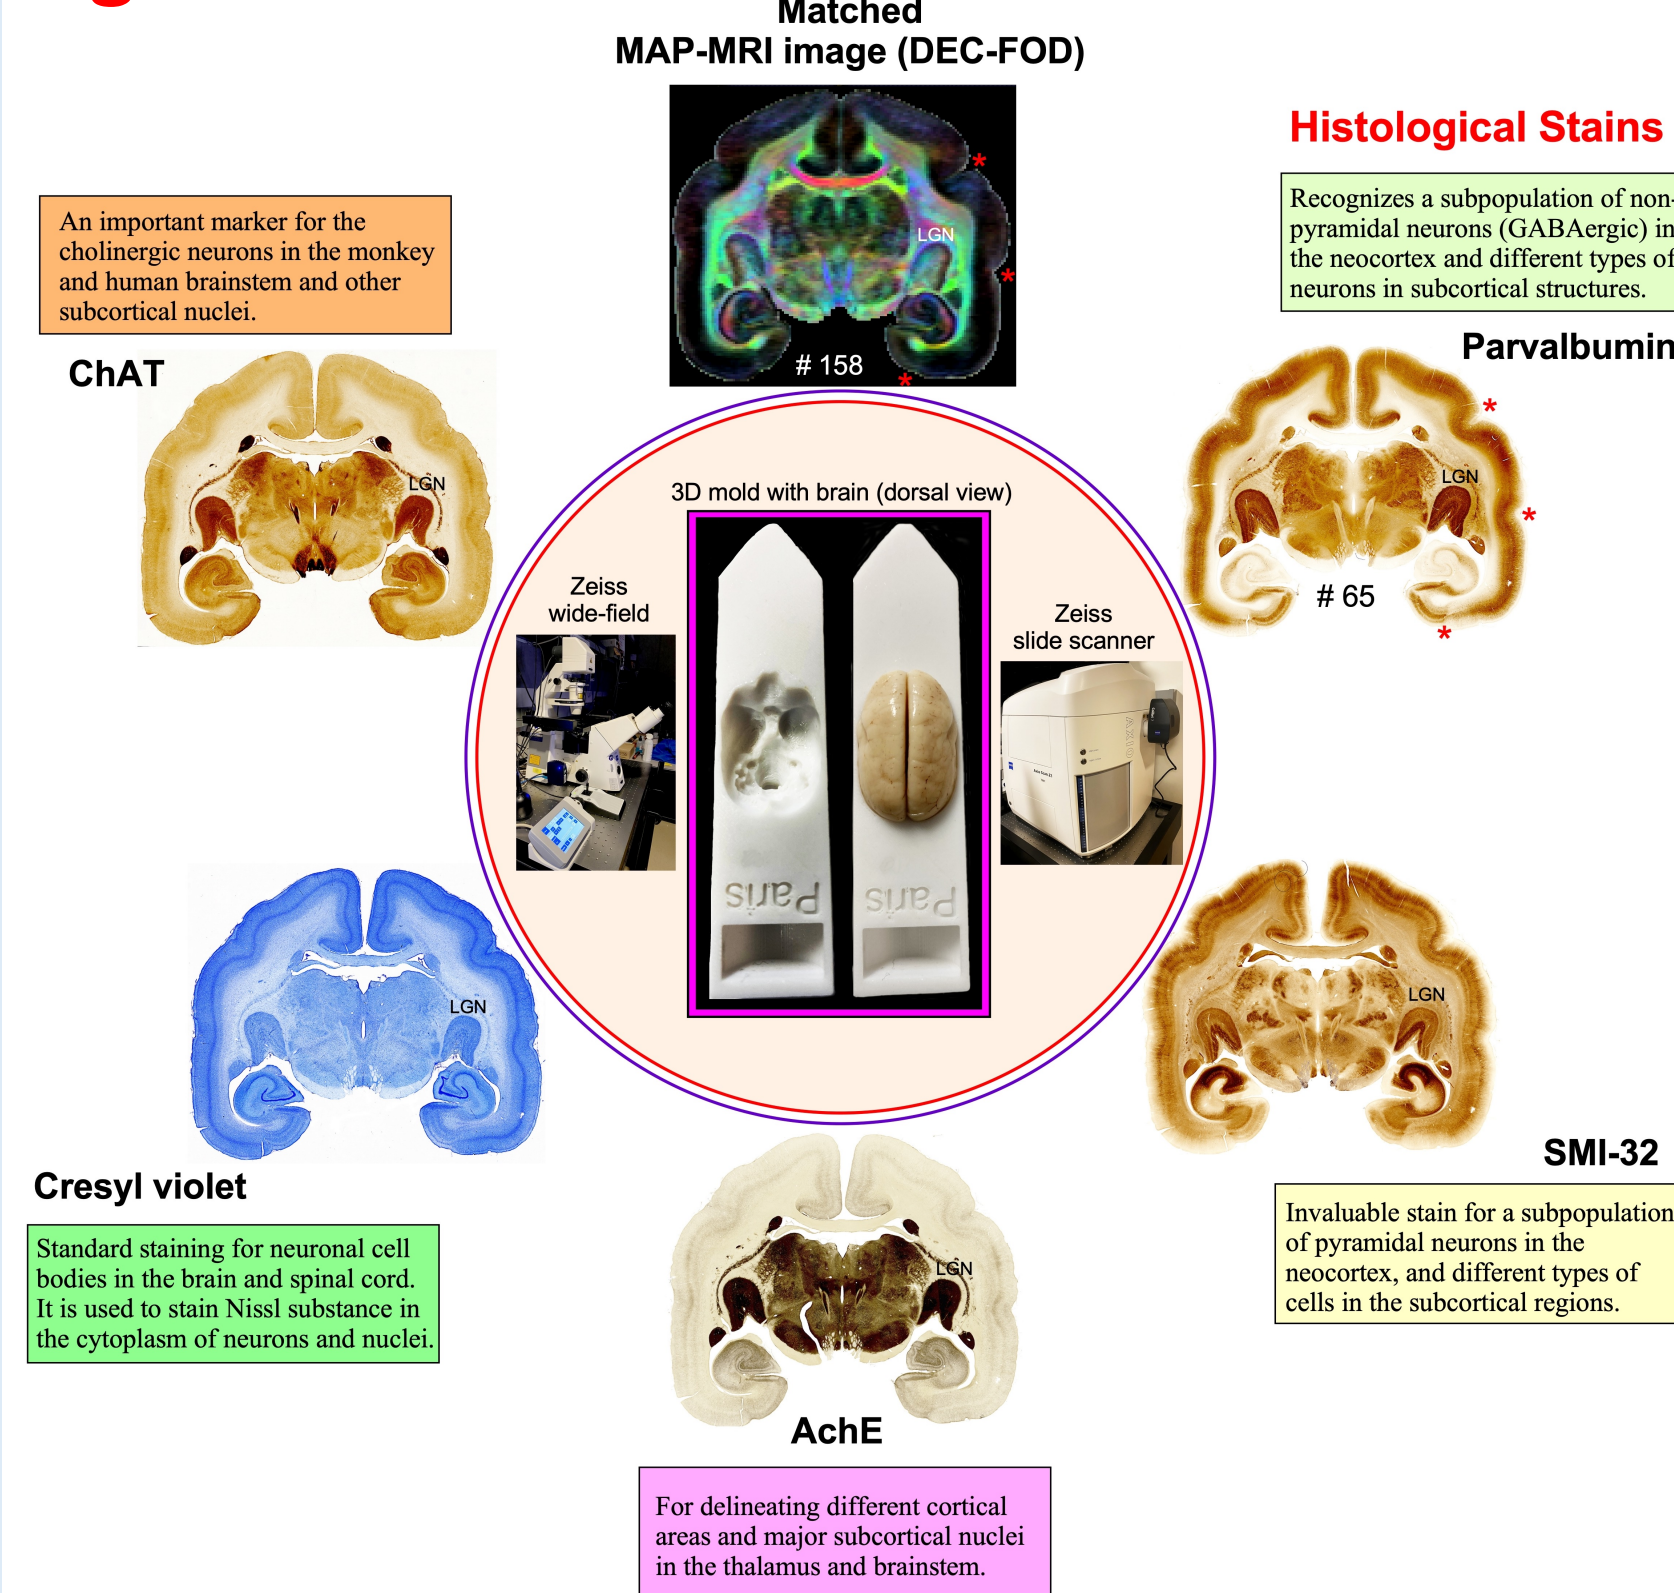 Matched
MAP-MRI image (DEC-FOD)
LGN
*
*
# 158
*
Histological Stains
Recognizes a subpopulation of non-
pyramidal neurons (GABAergic) in
the neocortex and different types of
neurons in subcortical structures.
Parvalbumin
*
LGN
*
# 65
*
An important marker for the
cholinergic neurons in the monkey
and human brainstem and other
subcortical nuclei.
ChAT
LGN
3D mold with brain (dorsal view)
Zeiss
wide-field
Zeiss
slide scanner
AXIO
Paris
Paris
LGN
Cresyl violet
Standard staining for neuronal cell
bodies in the brain and spinal cord.
It is used to stain Nissl substance in
the cytoplasm of neurons and nuclei.
LGN
SMI-32
Invaluable stain for a subpopulation
of pyramidal neurons in the
neocortex, and different types of
cells in the subcortical regions.
LGN
AchE
For delineating different cortical
areas and major subcortical nuclei
in the thalamus and brainstem.